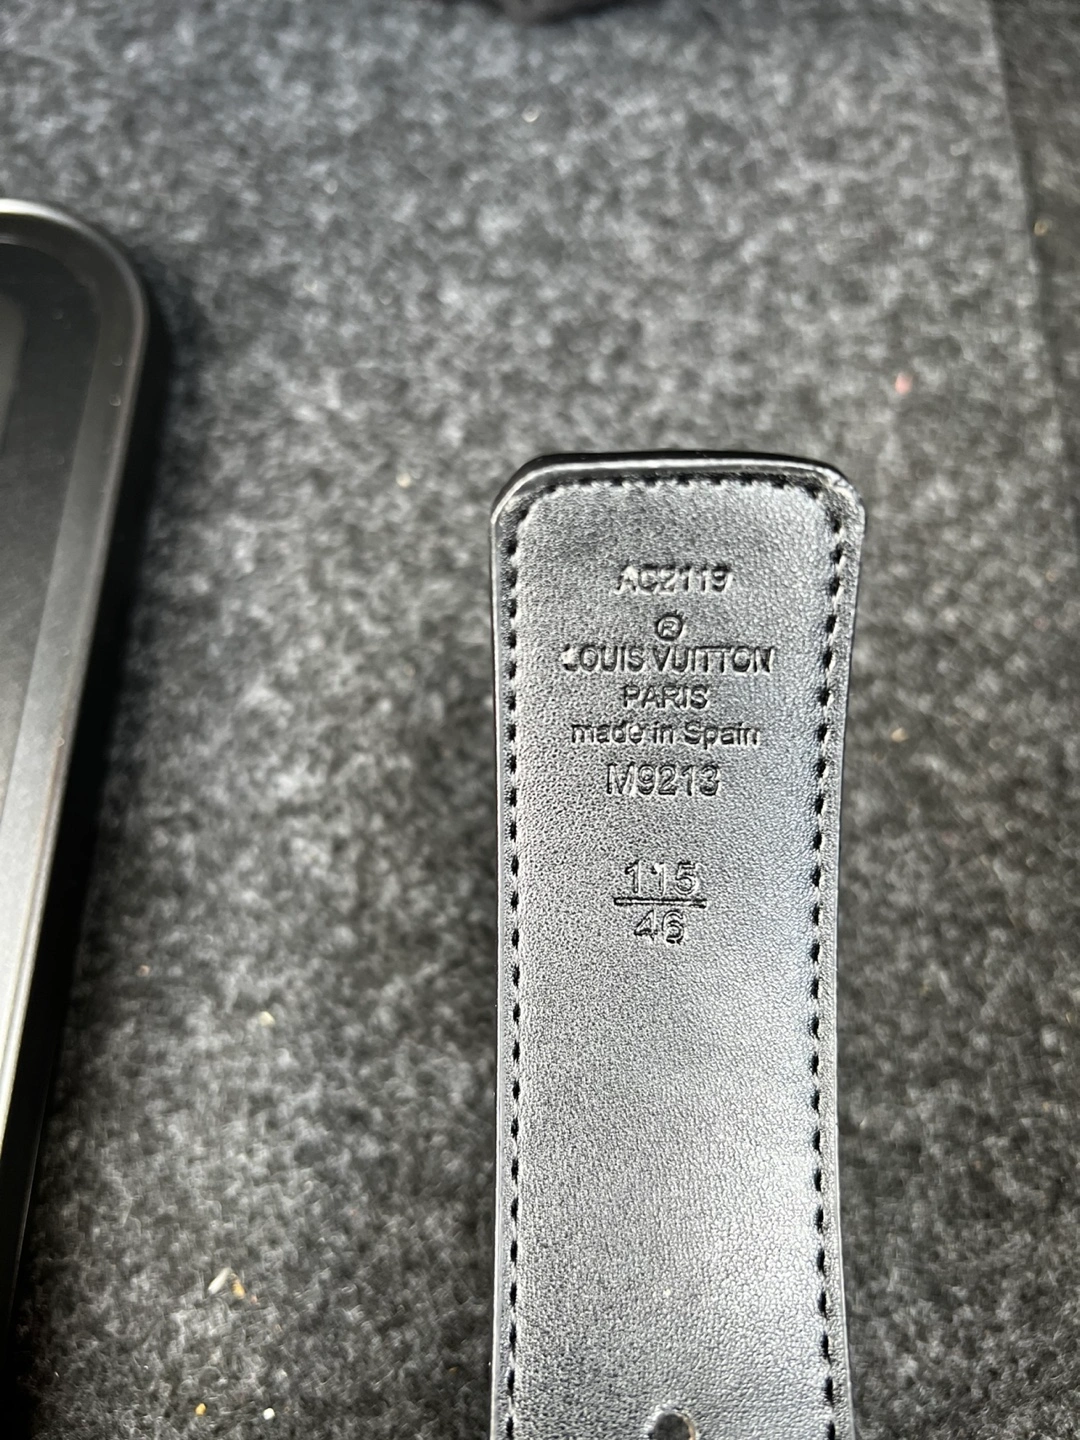 AC2119
®
LOUIS VUITTON
PARIS
made in Spain
M9213
115
46